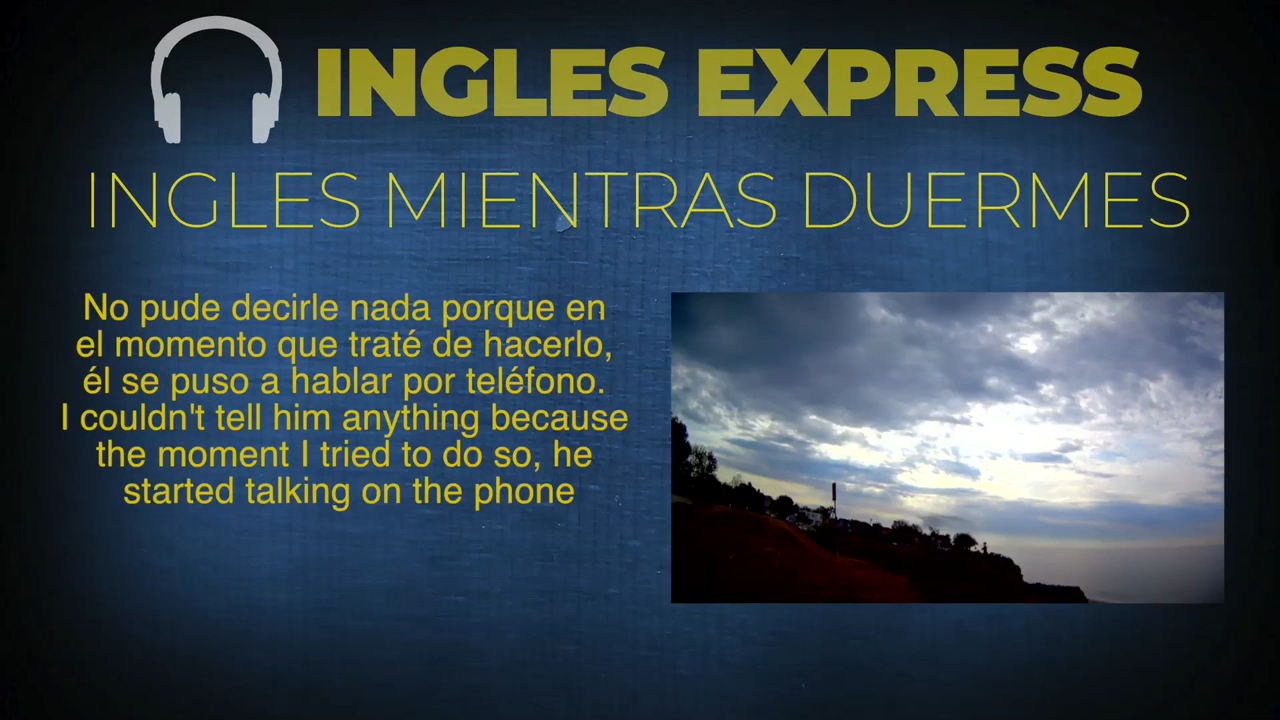 INGLES EXPRESS
INGLES MIENTRAS DUERMES
No pude decirle nada porque en
el momento que traté de hacerlo,
él se puso a hablar por teléfono.
I couldn't tell him anything because
the moment I tried to do so, he
started talking on the phone